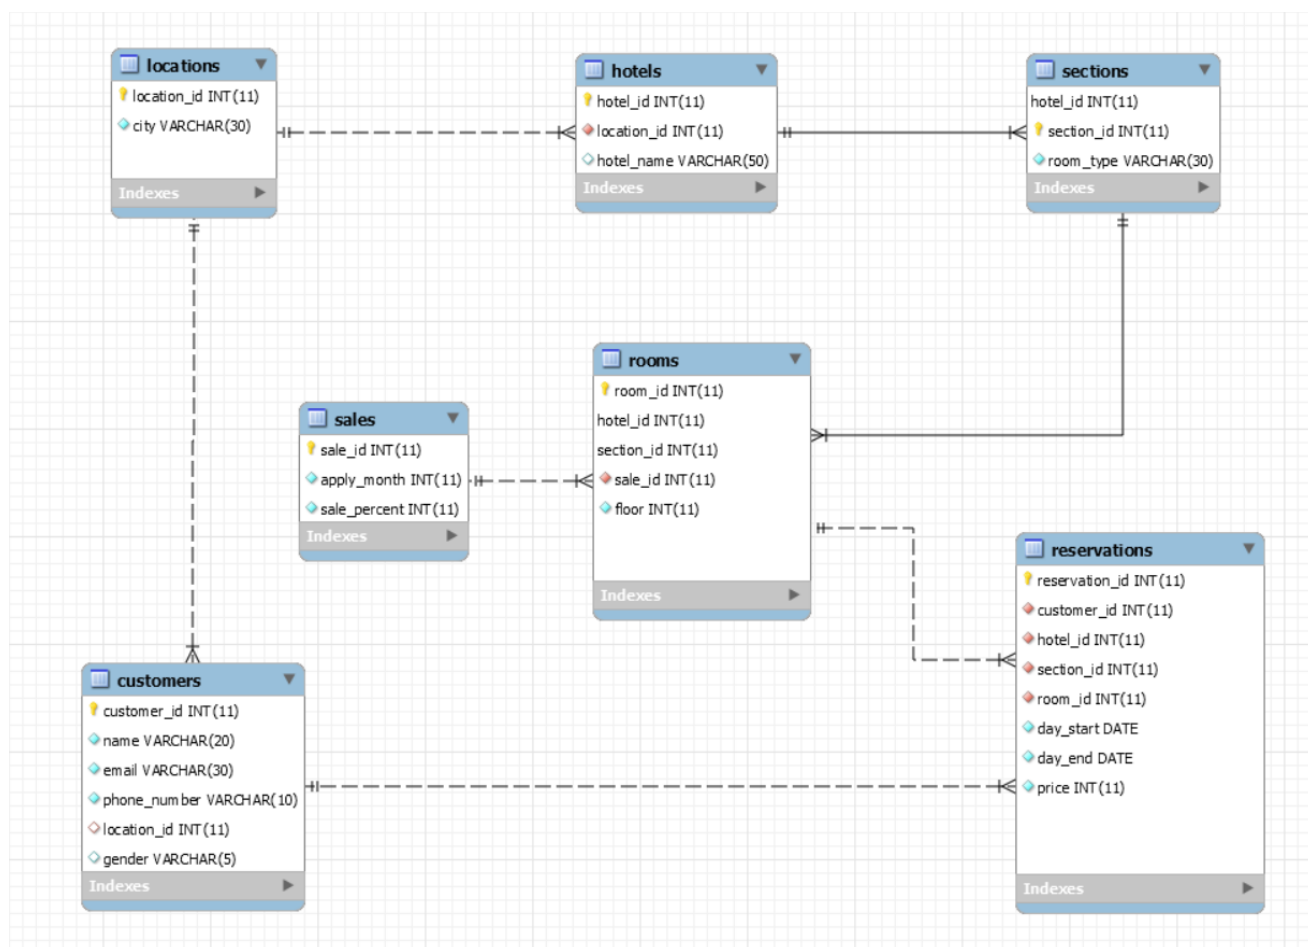 locations
location_id INT(11)
city VARCHAR(30)
Indexes
hotels
hotel_id INT(11)
location_id INT(11)
hotel_name VARCHAR(50)
Indexes
sections
hotel_id INT(11)
section_id INT(11)
room_type VARCHAR(30)
Indexes
rooms
room_id INT(11)
hotel_id INT(11)
section_id INT(11)
sale_id INT(11)
floor INT(11)
Indexes
sales
sale_id INT(11)
apply_month INT(11)
sale_percent INT(11)
Indexes
reservations
reservation_id INT(11)
customer_id INT(11)
hotel_id INT(11)
section_id INT(11)
room_id INT(11)
day_start DATE
day_end DATE
price INT(11)
Indexes
customers
customer_id INT(11)
name VARCHAR(20)
email VARCHAR(30)
phone_number VARCHAR(10)
location_id INT(11)
gender VARCHAR(5)
Indexes